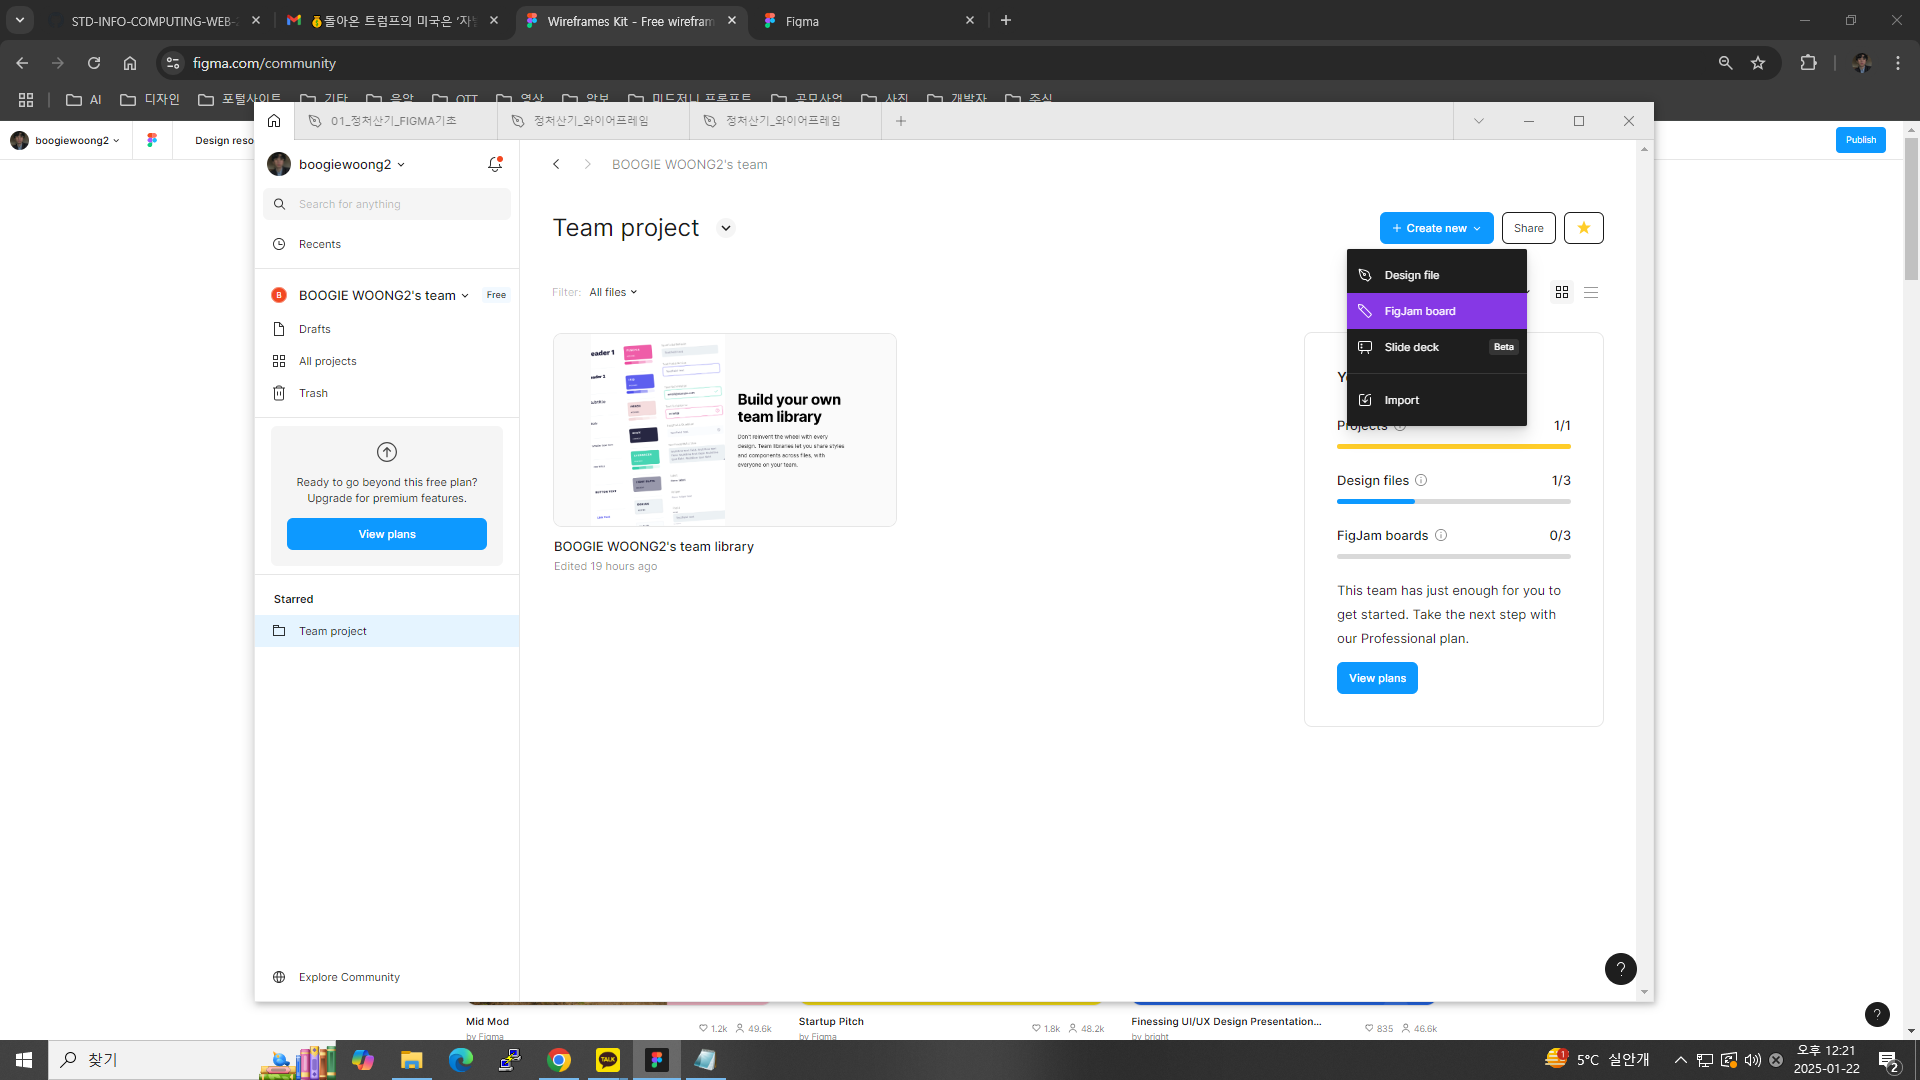 STD-INFO-COMPUTING-WEB-
💰돌아온 트럼프의 미국은 ‘자
Wireframes Kit - Free wirefram
Figma
figma.com/community
AI
디자인
포털사이트
기타
음악
OTT
영상
악보
미드저니 프롬프트
공모사업
사진
개발자
주식
boogiewoong2
Design reso
Publish
01_정처산기_FIGMA기초
정처산기_와이어프레임
정처산기_와이어프레임
boogiewoong2
Search for anything
Recents
B
BOOGIE WOONG2's team
Free
Drafts
All projects
Trash
Ready to go beyond this free plan?
Upgrade for premium features.
View plans
Starred
Team project
Explore Community
BOOGIE WOONG2's team
Team project
Create new
Share
Filter:
All files
Design file
FigJam board
Slide deck
Beta
Import
eader 1
Build your own
team library
Don't reinvent the wheel with every
design. Team libraries let you share styles
and components across files, with
everyone on your team.
BOOGIE WOONG2's team library
Edited 19 hours ago
Projects
1/1
Design files
1/3
FigJam boards
0/3
This team has just enough for you to
get started. Take the next step with
our Professional plan.
View plans
?
Mid Mod
by Figma
1.2k
49.6k
Startup Pitch
by Figma
1.8k
48.2k
Finessing UI/UX Design Presentation...
by bright
835
46.6k
?
찾기
TALK
1
5°C 실안개
오후 12:21
2025-01-22
2